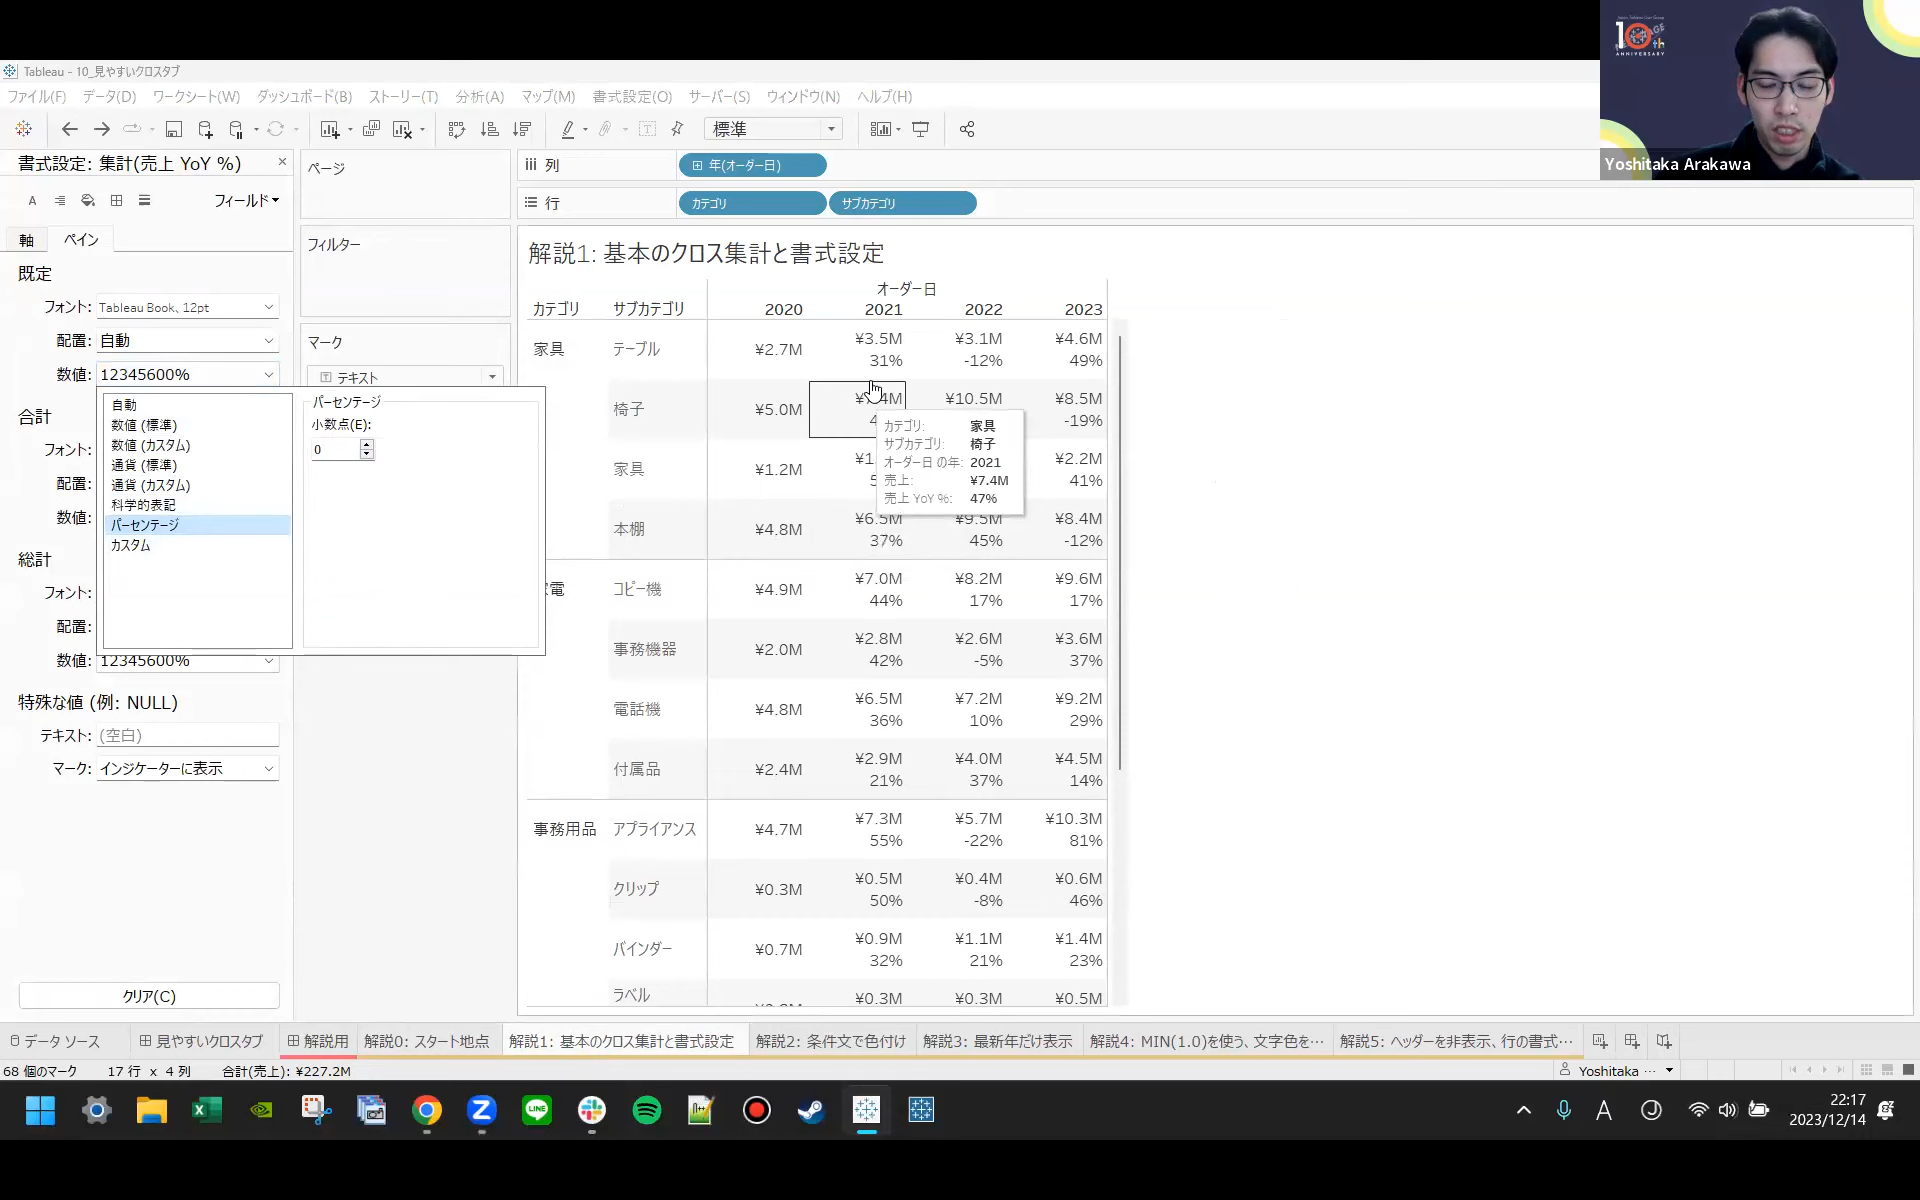 10th
ANNIVERSARY
Yoshitaka Arakawa
Tableau - 10_見やすいクロスタブ
ファイル(F) データ(D) ワークシート(W) ダッシュボード(B) ストーリー(T) 分析(A) マップ(M) 書式設定(O) サーバー(S) ウィンドウ(N) ヘルプ(H)
標準
書式設定: 集計(売上 YoY %)
フィールド
軸 ペイン
既定
フォント: Tableau Book、12pt
配置: 自動
数値: 12345600%
自動
数値 (標準)
数値 (カスタム)
通貨 (標準)
通貨 (カスタム)
科学的表記
パーセンテージ
カスタム
パーセンテージ
小数点(E):
0
合計
フォント:
配置:
数値:
総計
フォント:
配置:
数値: 12345600%
特殊な値 (例: NULL)
テキスト: (空白)
マーク: インジケーターに表示
クリア(C)
ページ
フィルター
マーク
テキスト
列 年(オーダー日)
行 カテゴリ サブカテゴリ
解説1: 基本のクロス集計と書式設定
オーダー日
カテゴリ サブカテゴリ 2020 2021 2022 2023
家具 テーブル ¥2.7M ¥3.5M ¥3.1M ¥4.6M
31% -12% 49%
椅子 ¥5.0M ¥10.5M ¥8.5M
-19%
家具 ¥1.2M ¥2.2M
41%
本棚 ¥4.8M ¥6.5M ¥9.5M ¥8.4M
37% 45% -12%
カテゴリ: 家具
サブカテゴリ: 椅子
オーダー日 の年: 2021
売上: ¥7.4M
売上 YoY %: 47%
電 コピー機 ¥4.9M ¥7.0M ¥8.2M ¥9.6M
44% 17% 17%
事務機器 ¥2.0M ¥2.8M ¥2.6M ¥3.6M
42% -5% 37%
電話機 ¥4.8M ¥6.5M ¥7.2M ¥9.2M
36% 10% 29%
付属品 ¥2.4M ¥2.9M ¥4.0M ¥4.5M
21% 37% 14%
事務用品 アプライアンス ¥4.7M ¥7.3M ¥5.7M ¥10.3M
55% -22% 81%
クリップ ¥0.3M ¥0.5M ¥0.4M ¥0.6M
50% -8% 46%
バインダー ¥0.7M ¥0.9M ¥1.1M ¥1.4M
32% 21% 23%
ラベル ¥0.3M ¥0.3M ¥0.5M
データ ソース 見やすいクロスタブ 解説用 解説0: スタート地点 解説1: 基本のクロス集計と書式設定 解説2: 条件文で色付け 解説3: 最新年だけ表示 解説4: MIN(1.0)を使う、文字色を… 解説5: ヘッダーを非表示、行の書式…
68 個のマーク 17 行 x 4 列 合計(売上): ¥227.2M
Yoshitaka …
LINE
A
22:17
2023/12/14